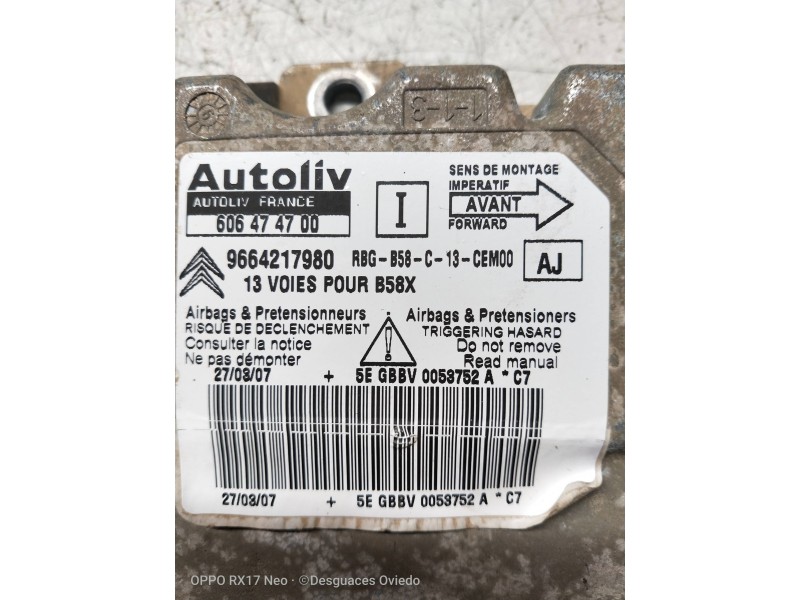 1-1-3
Autoliv
AUTOLIV FRANCE
606 47 47 00
I
SENS DE MONTAGE
IMPERATIF
AVANT
FORWARD
9664217980 RBG-B58-C-13-CEM00 AJ
13 VOIES POUR B58X
Airbags & Pretensionneurs
RISQUE DE DECLENCHEMENT
Consulter la notice
Ne pas démonter
!
Airbags & Pretensioners
TRIGGERING HASARD
Do not remove
Read manual
27/03/07 + 5E GBBV 0053752 A * C7
27/03/07 + 5E GBBV 0053752 A * C7
OPPO RX17 Neo · ©Desguaces Oviedo